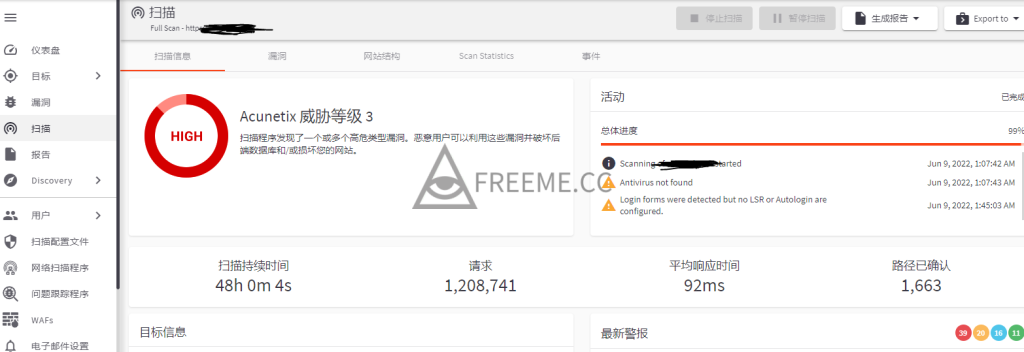 扫描
Full Scan - http
停止扫描
暂停扫描
生成报告
Export to
仪表盘
目标
漏洞
扫描
报告
Discovery
用户
扫描配置文件
网络扫描程序
问题跟踪程序
WAFs
电子邮件设置
扫描信息
漏洞
网站结构
Scan Statistics
事件
HIGH
Acunetix 威胁等级 3
扫描程序发现了一个或多个高危类型漏洞。恶意用户可以利用这些漏洞并破坏后
端数据库和/或损坏您的网站。
活动
已完成
总体进度
99%
Scanning
started
Jun 9, 2022, 1:07:42 AM
Antivirus not found
Jun 9, 2022, 1:07:43 AM
Login forms were detected but no LSR or Autologin are
configured.
Jun 9, 2022, 1:45:03 AM
FREEME.CC
扫描持续时间
48h 0m 4s
请求
1,208,741
平均响应时间
92ms
路径已确认
1,663
目标信息
最新警报
39
20
16
11